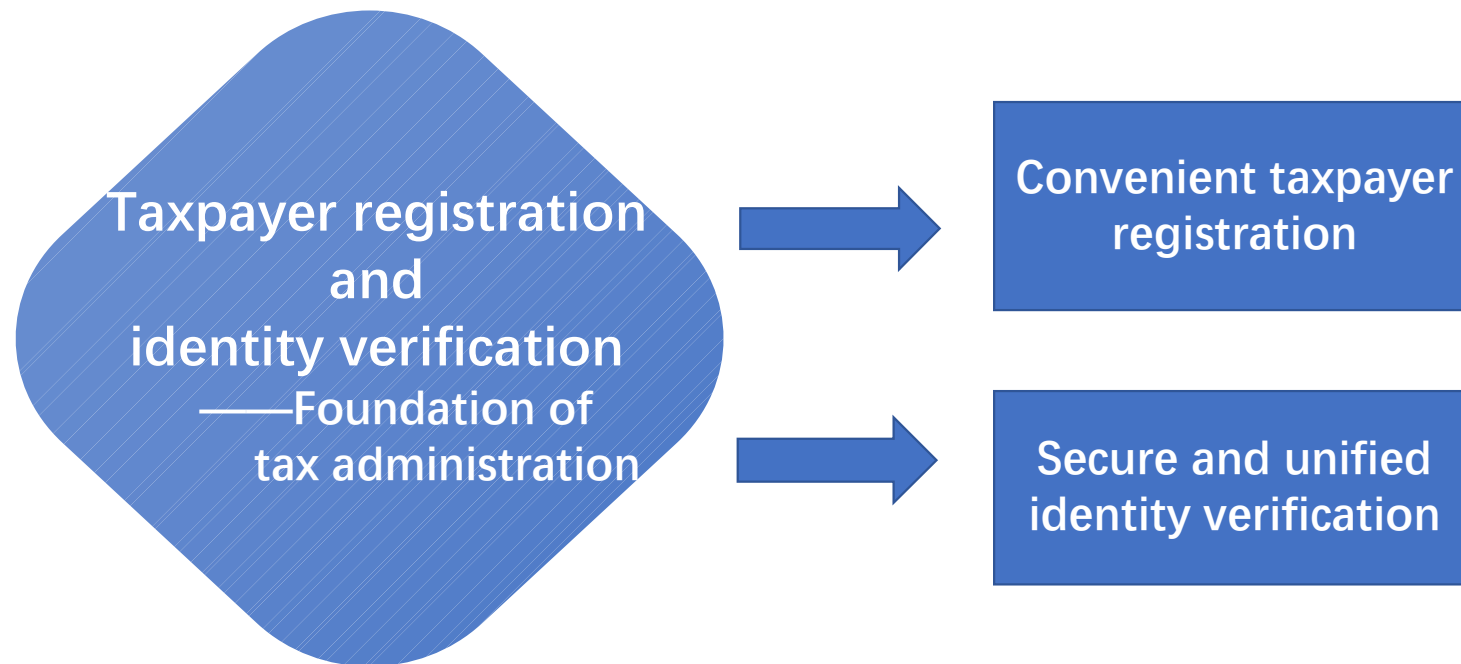 Taxpayer registration
and
identity verification
——Foundation of
tax administration
Convenient taxpayer
registration
Secure and unified
identity verification